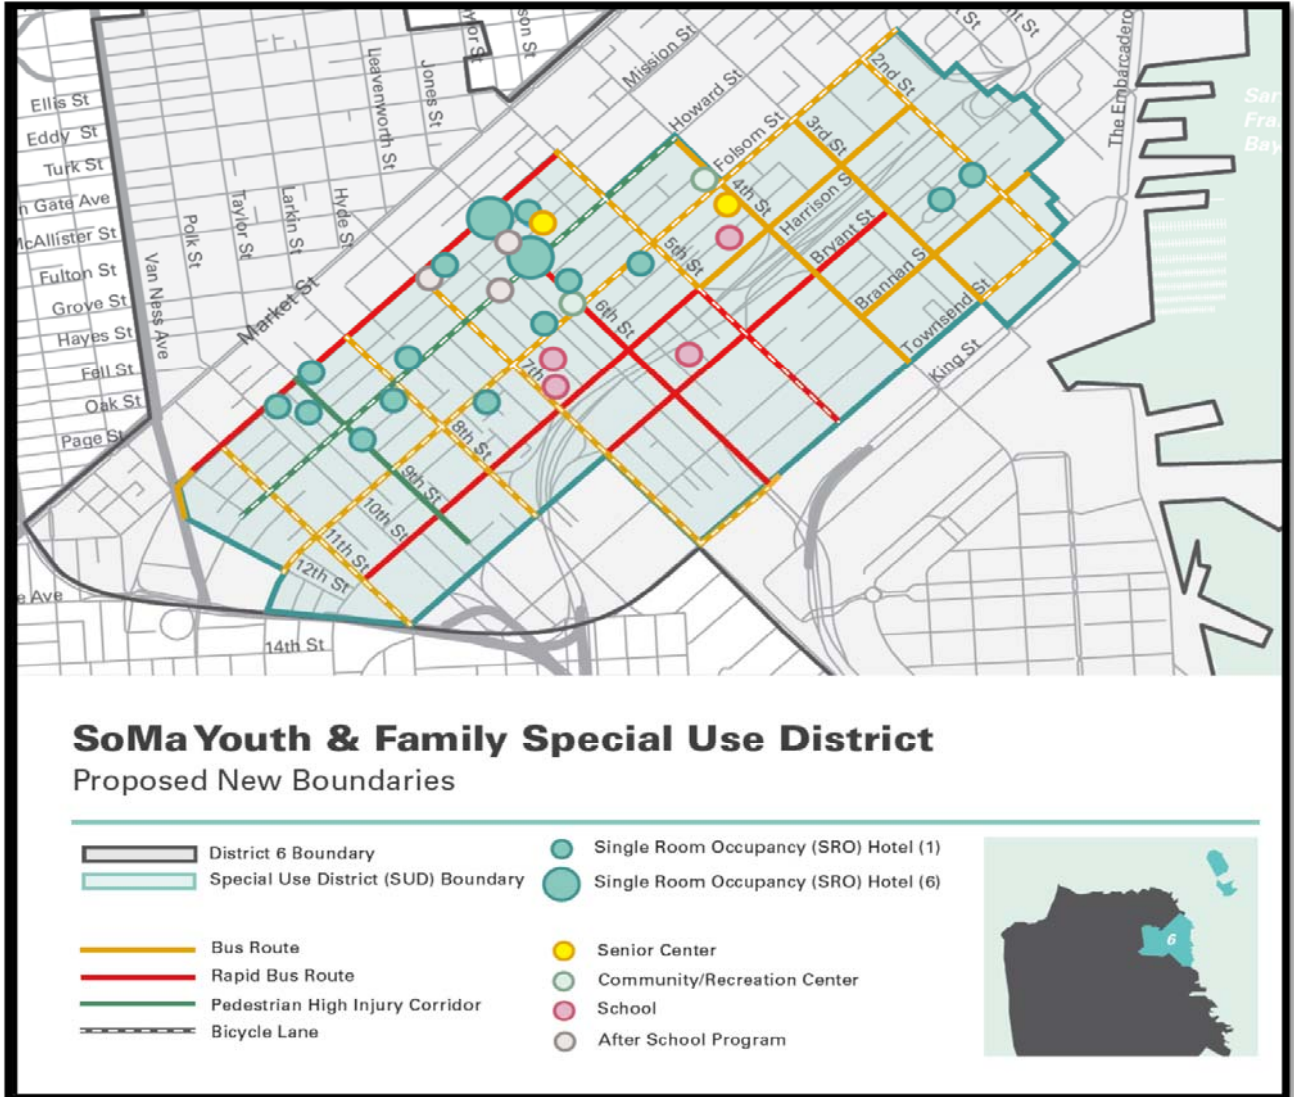 son St
Mission St
Howard St
Folsom St
2nd St
3rd St
4th St
Harrison S
Bryant St
Brannan S
Townsend St
King St
The Embarcadero
5th St
6th St
7th
8th St
9th St
10th St
11th St
12th St
14th St
Ellis St
Eddy St
Turk St
n Gate Ave
McAllister St
Fulton St
Grove St
Hayes St
Fell St
Oak St
Page St
e Ave
Van Ness Ave
Polk St
Taylor St
Larkin St
Hyde St
Leavenworth St
Jones St
Market St
San
Fra
Bay
SoMa Youth & Family Special Use District
Proposed New Boundaries
District 6 Boundary
Special Use District (SUD) Boundary
Bus Route
Rapid Bus Route
Pedestrian High Injury Corridor
Bicycle Lane
Single Room Occupancy (SRO) Hotel (1)
Single Room Occupancy (SRO) Hotel (6)
Senior Center
Community/Recreation Center
School
After School Program
6